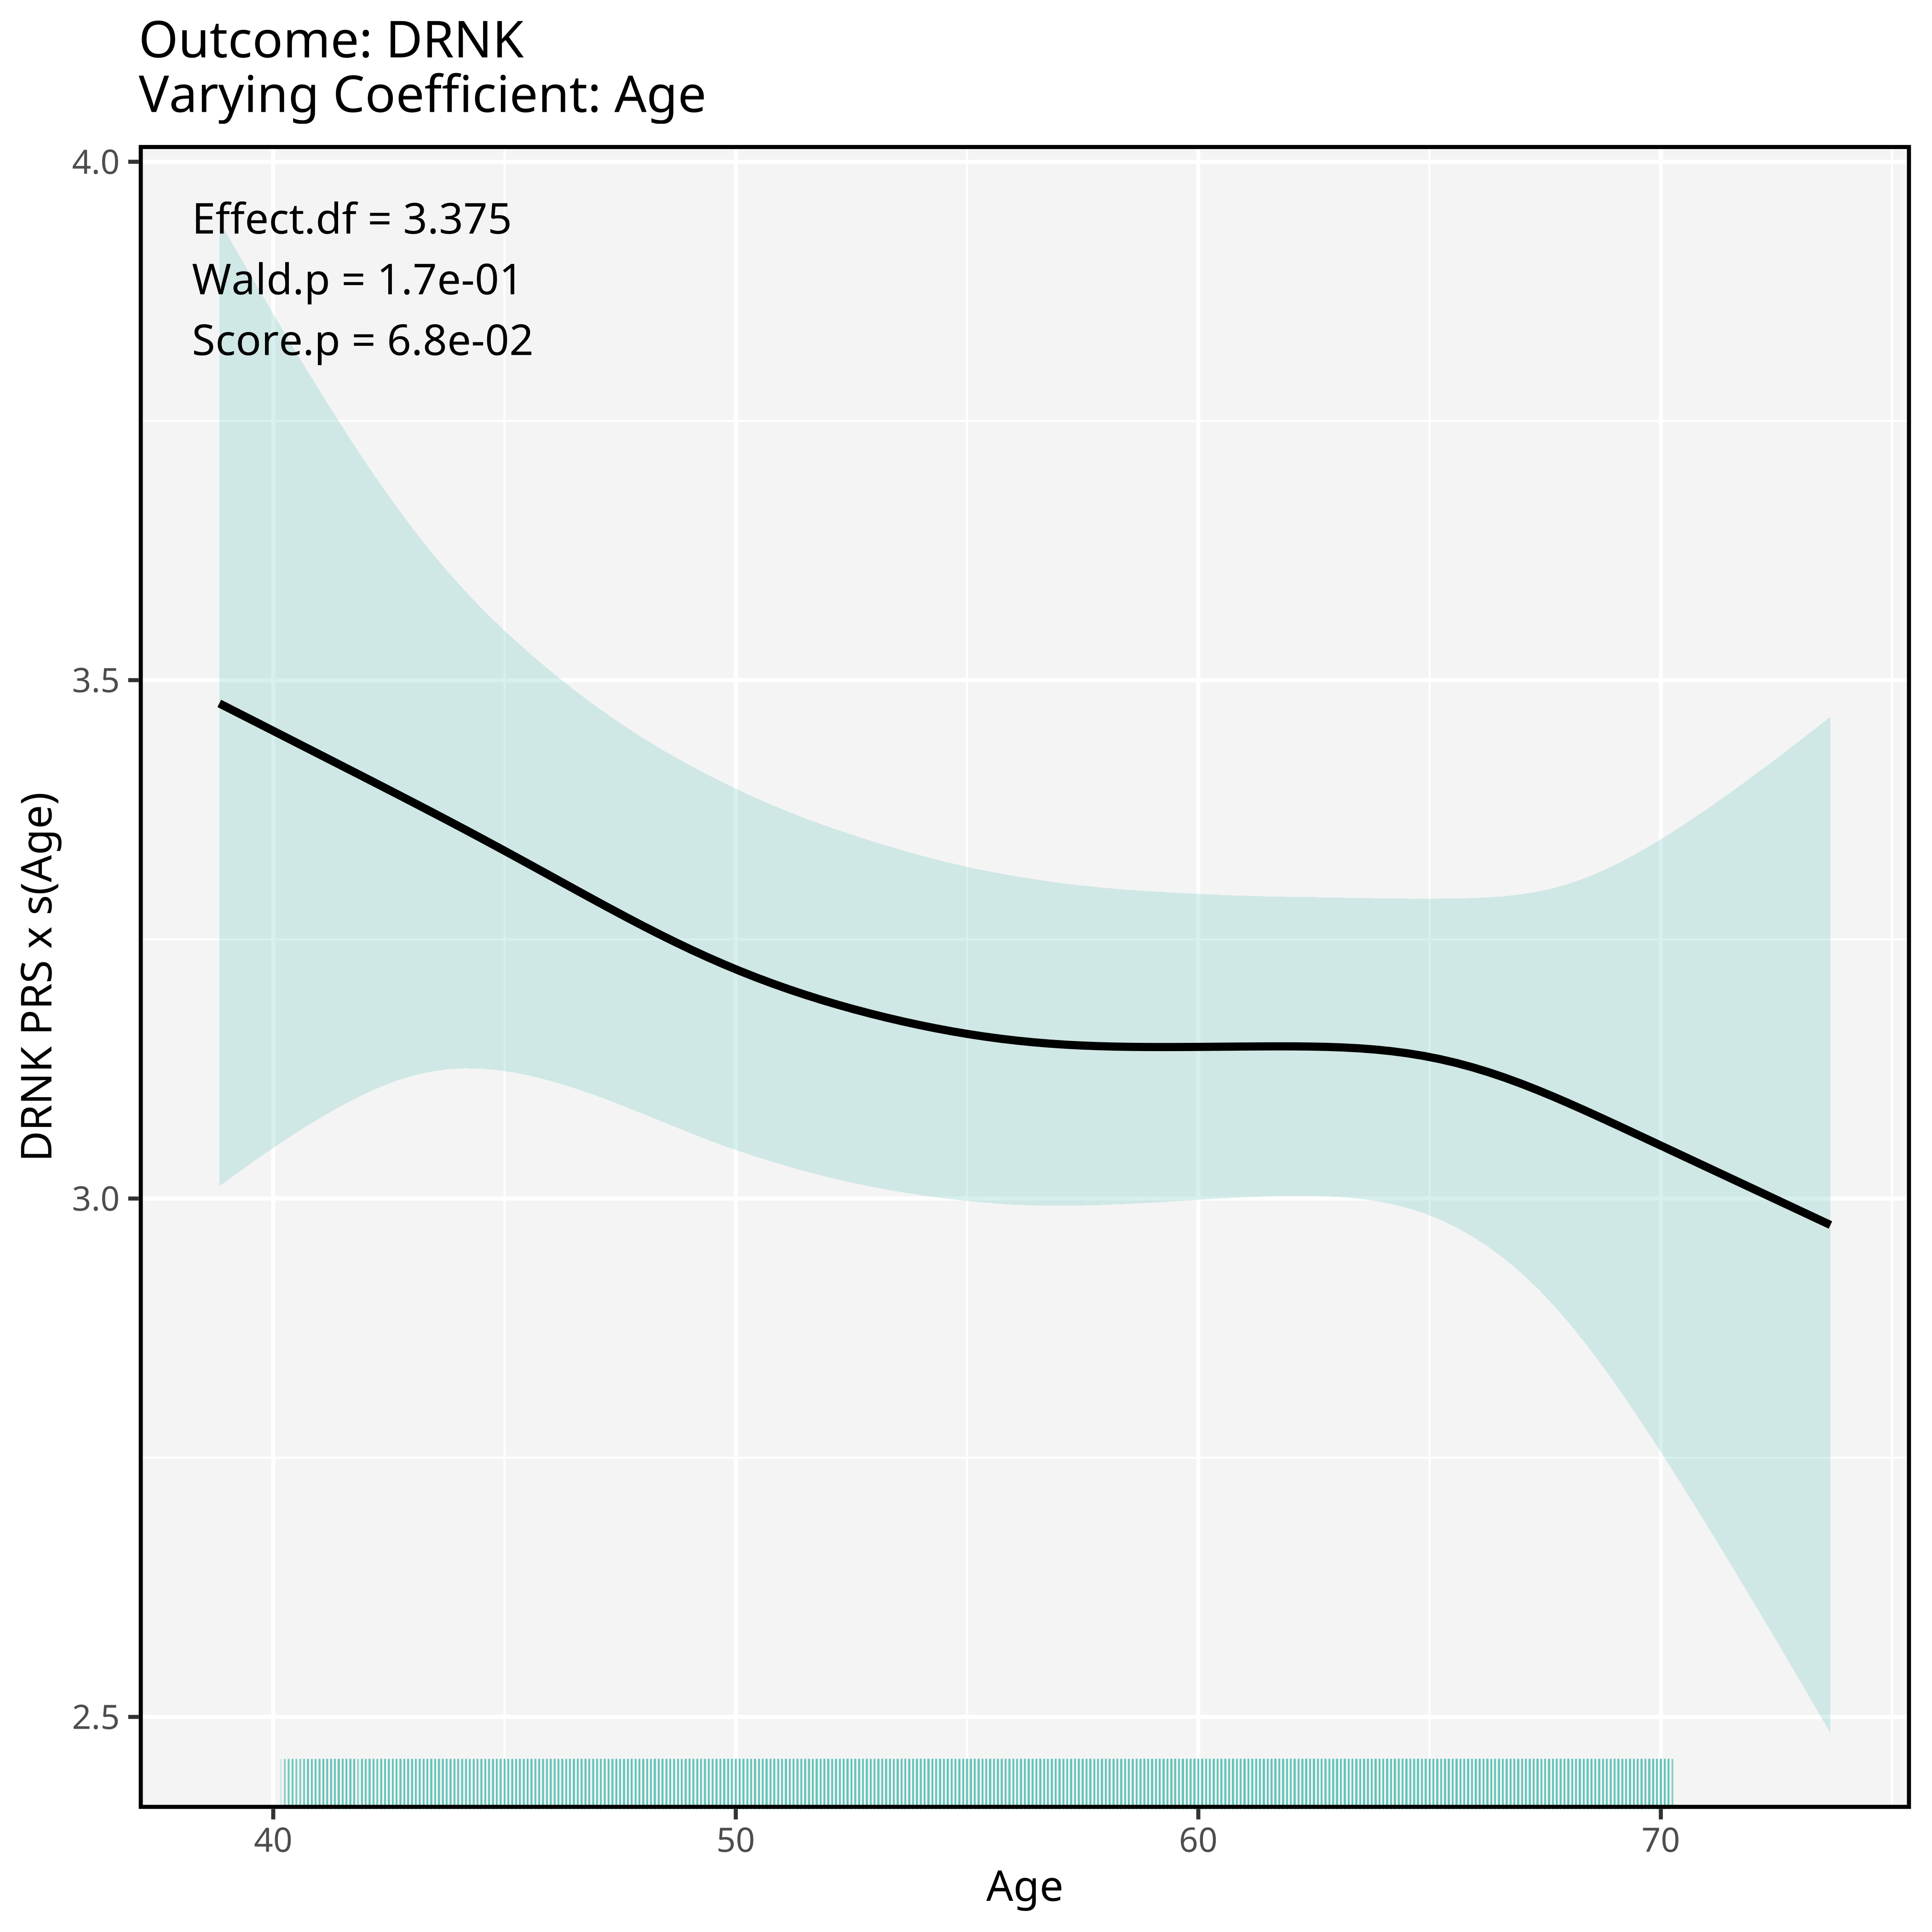 Outcome: DRNK
Varying Coefficient: Age
4.0
Effect.df = 3.375
Wald.p = 1.7e-01
Score.p = 6.8e-02
3.5
DRNK PRS x s(Age)
3.0
2.5
40 50 60 70
Age